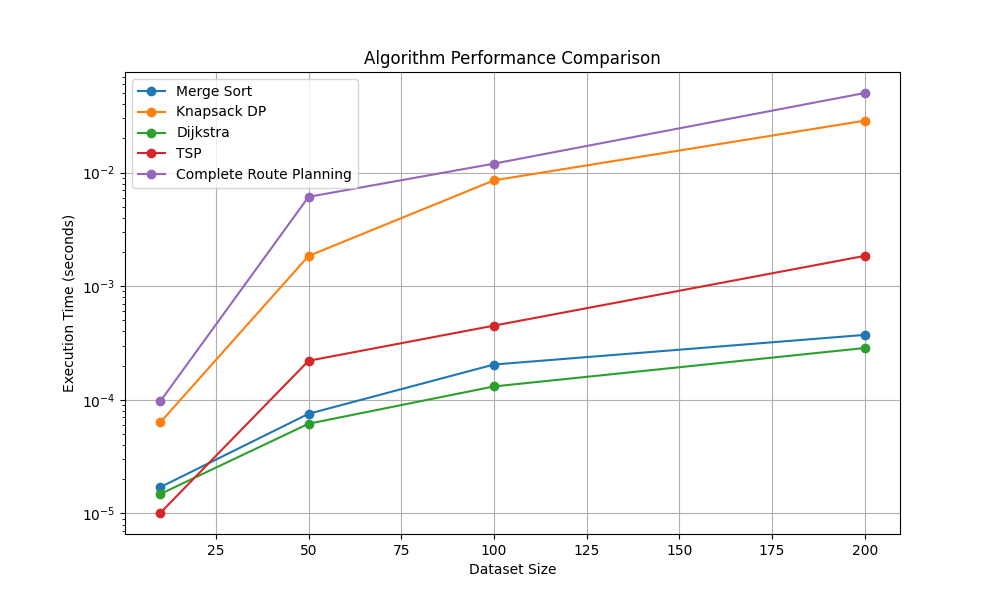 Algorithm Performance Comparison
Merge Sort
Knapsack DP
Dijkstra
TSP
Complete Route Planning
Execution Time (seconds)
10⁻²
10⁻³
10⁻⁴
10⁻⁵
25 50 75 100 125 150 175 200
Dataset Size